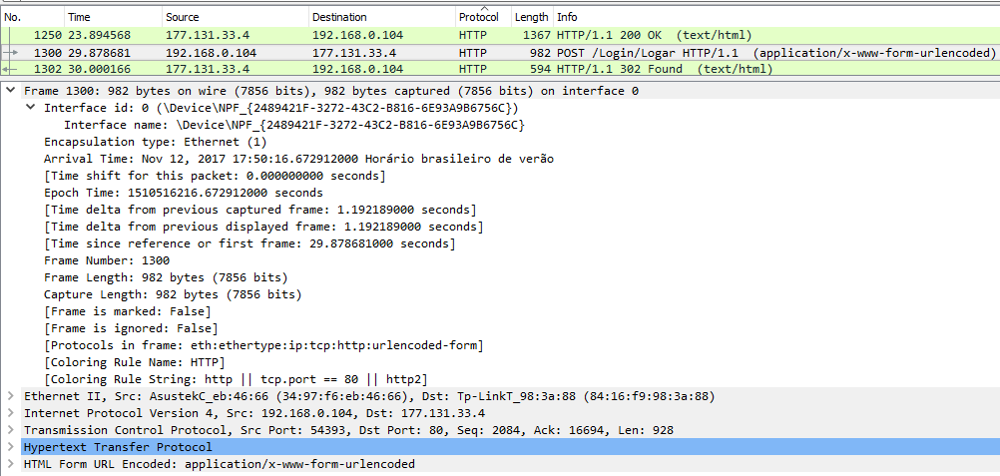 No. Time Source Destination Protocol Length Info
1250 23.894568 177.131.33.4 192.168.0.104 HTTP 1367 HTTP/1.1 200 OK (text/html)
1300 29.878681 192.168.0.104 177.131.33.4 HTTP 982 POST /Login/Logar HTTP/1.1 (application/x-www-form-urlencoded)
1302 30.000166 177.131.33.4 192.168.0.104 HTTP 594 HTTP/1.1 302 Found (text/html)
Frame 1300: 982 bytes on wire (7856 bits), 982 bytes captured (7856 bits) on interface 0
Interface id: 0 (\Device\NPF_{2489421F-3272-43C2-B816-6E93A9B6756C})
Interface name: \Device\NPF_{2489421F-3272-43C2-B816-6E93A9B6756C}
Encapsulation type: Ethernet (1)
Arrival Time: Nov 12, 2017 17:50:16.672912000 Horário brasileiro de verão
[Time shift for this packet: 0.000000000 seconds]
Epoch Time: 1510516216.672912000 seconds
[Time delta from previous captured frame: 1.192189000 seconds]
[Time delta from previous displayed frame: 1.192189000 seconds]
[Time since reference or first frame: 29.878681000 seconds]
Frame Number: 1300
Frame Length: 982 bytes (7856 bits)
Capture Length: 982 bytes (7856 bits)
[Frame is marked: False]
[Frame is ignored: False]
[Protocols in frame: eth:ethertype:ip:tcp:http:urlencoded-form]
[Coloring Rule Name: HTTP]
[Coloring Rule String: http || tcp.port == 80 || http2]
Ethernet II, Src: AsustekC_eb:46:66 (34:97:f6:eb:46:66), Dst: Tp-LinkT_98:3a:88 (84:16:f9:98:3a:88)
Internet Protocol Version 4, Src: 192.168.0.104, Dst: 177.131.33.4
Transmission Control Protocol, Src Port: 54393, Dst Port: 80, Seq: 2084, Ack: 16694, Len: 928
Hypertext Transfer Protocol
HTML Form URL Encoded: application/x-www-form-urlencoded